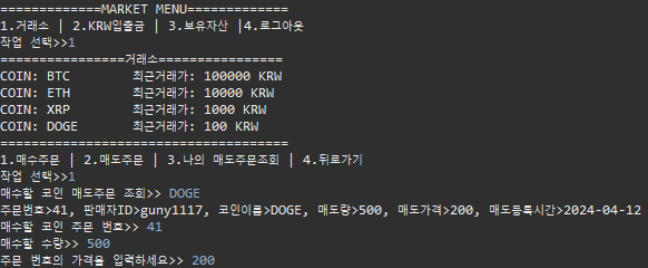 =============MARKET MENU=============
1.거래소 | 2.KRW입출금 | 3.보유자산 |4.로그아웃
작업 선택>>1
================거래소================
COIN: BTC 최근거래가: 100000 KRW
COIN: ETH 최근거래가: 10000 KRW
COIN: XRP 최근거래가: 1000 KRW
COIN: DOGE 최근거래가: 100 KRW
=====================================
1.매수주문 | 2.매도주문 | 3.나의 매도주문조회 | 4.뒤로가기
작업 선택>>1
매수할 코인 매도주문 조회>> DOGE
주문번호>41, 판매자ID>guny1117, 코인이름>DOGE, 매도량>500, 매도가격>200, 매도등록시간>2024-04-12
매수할 코인 주문 번호>> 41
매수할 수량>> 500
주문 번호의 가격을 입력하세요>> 200